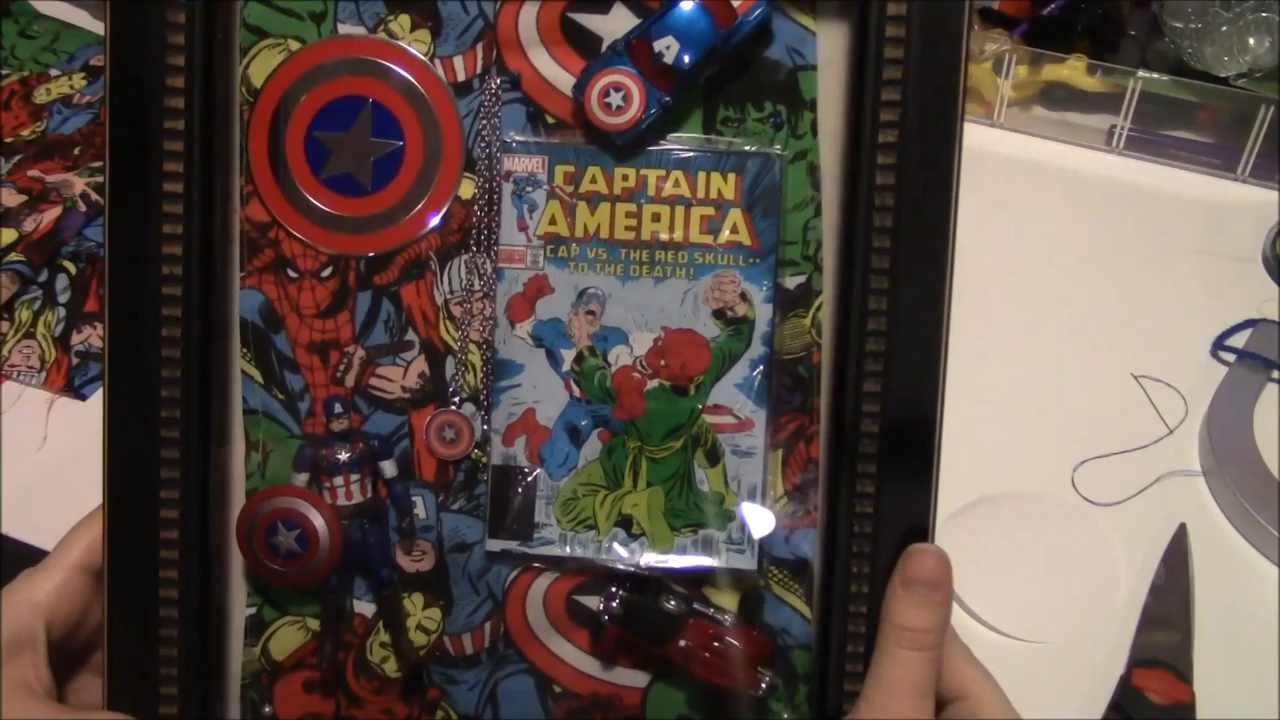 A
MARVEL
CAPTAIN
AMERICA
CAP VS. THE RED SKULL--
TO THE DEATH!
A